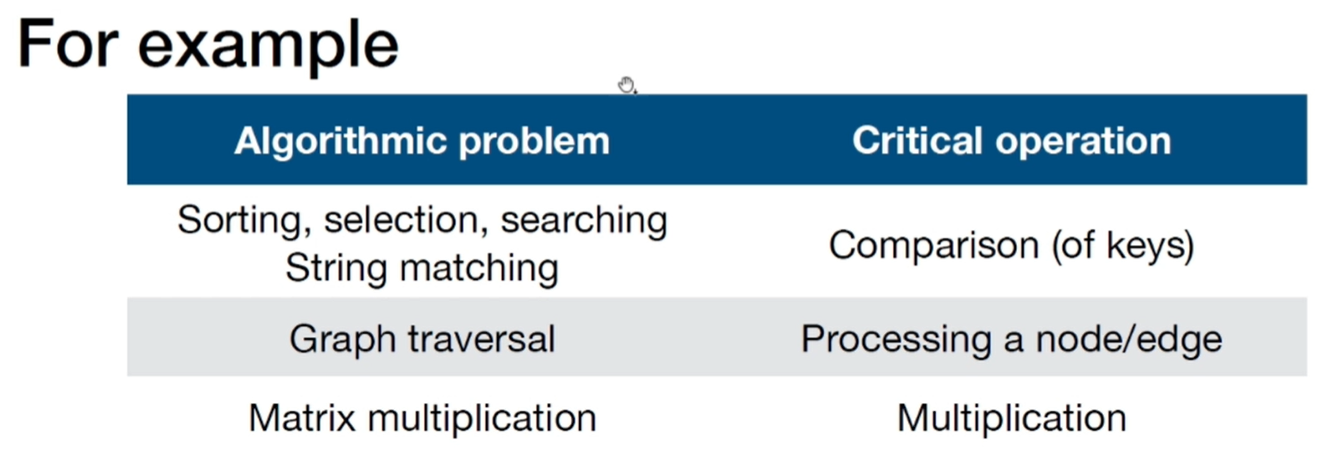 For example
Algorithmic problem Critical operation
Sorting, selection, searching
String matching
Comparison (of keys)
Graph traversal Processing a node/edge
Matrix multiplication Multiplication